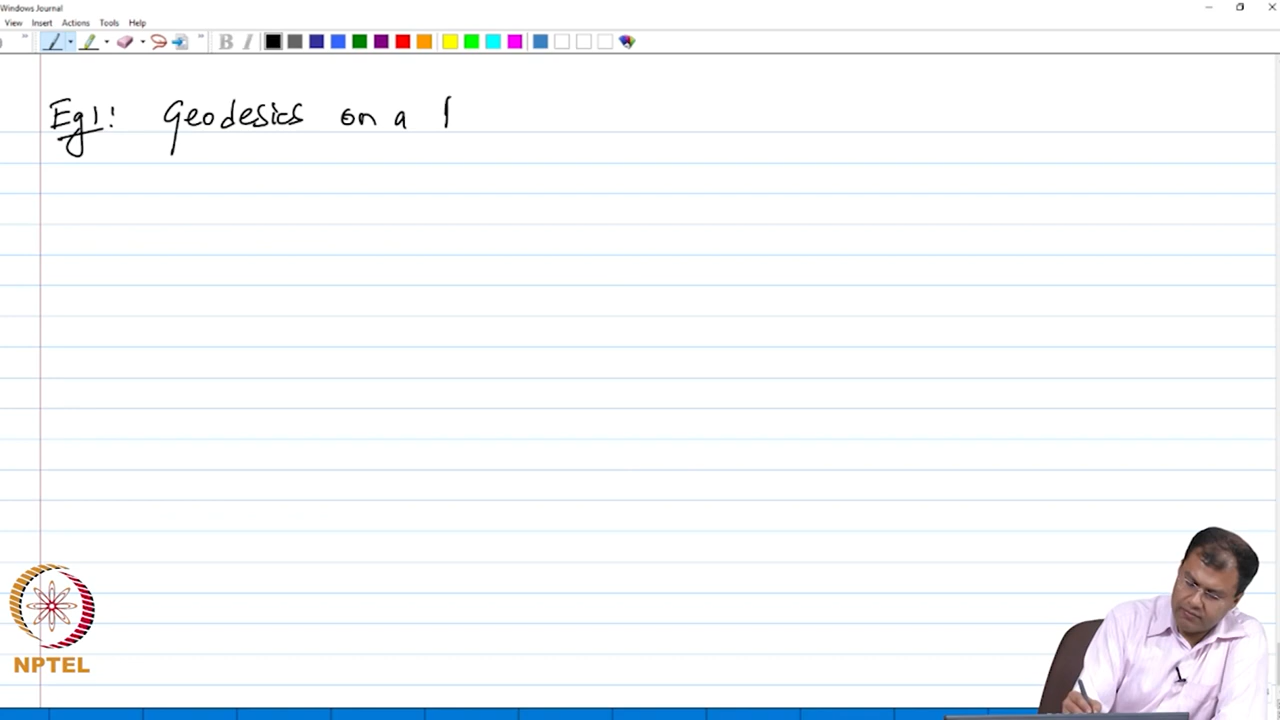 Windows Journal
View Insert Actions Tools Help
B I
Eg1: Geodesics on a
NPTEL